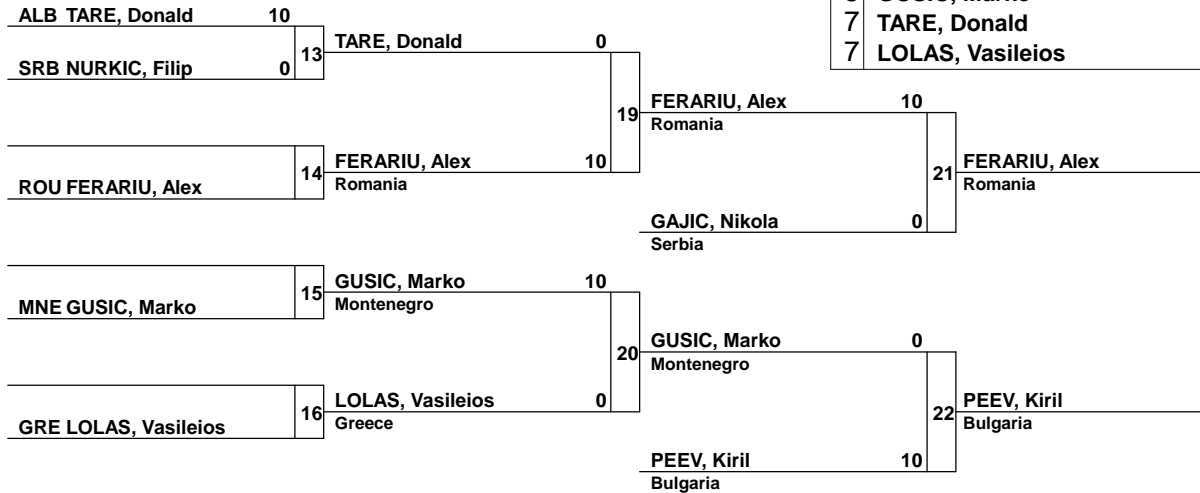 ALB TARE, Donald 10
SRB NURKIC, Filip 0
13
TARE, Donald 0
7 TARE, Donald
7 LOLAS, Vasileios
ROU FERARIU, Alex
14
FERARIU, Alex 10
Romania
19
FERARIU, Alex 10
Romania
GAJIC, Nikola 0
Serbia
21
FERARIU, Alex
Romania
MNE GUSIC, Marko
15
GUSIC, Marko 10
Montenegro
GRE LOLAS, Vasileios
16
LOLAS, Vasileios 0
Greece
20
GUSIC, Marko 0
Montenegro
PEEV, Kiril 10
Bulgaria
22
PEEV, Kiril
Bulgaria